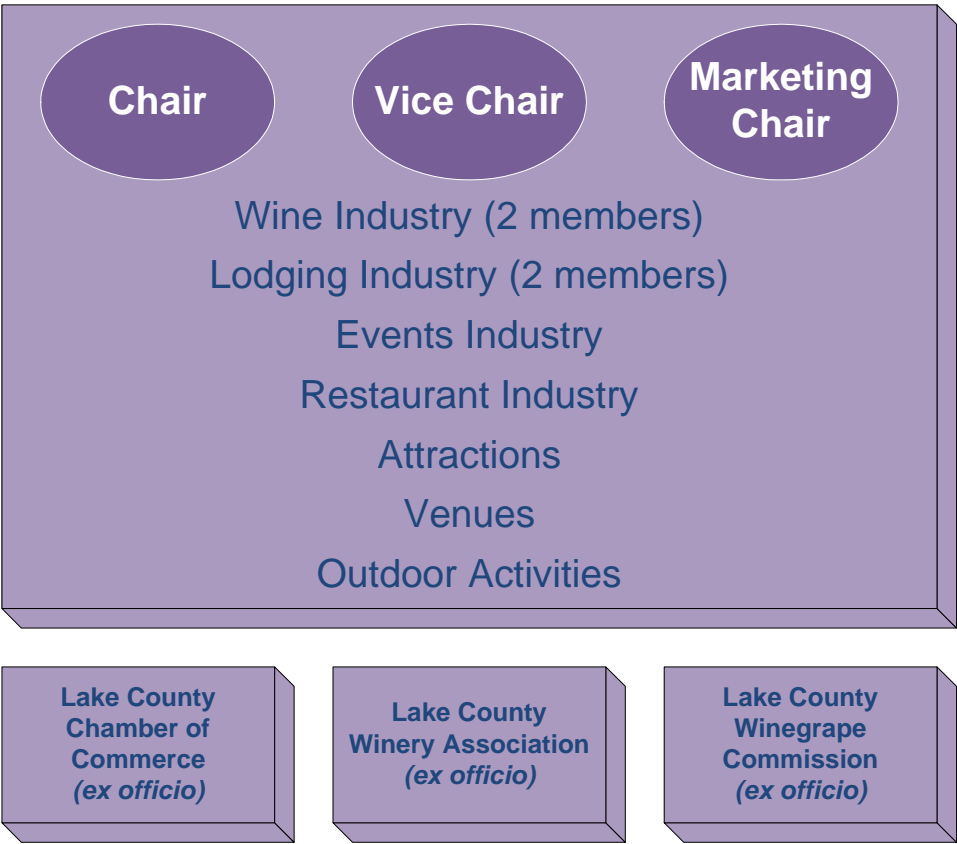 Chair
Vice Chair
Marketing
Chair
Wine Industry (2 members)
Lodging Industry (2 members)
Events Industry
Restaurant Industry
Attractions
Venues
Outdoor Activities
Lake County
Chamber of
Commerce
(ex officio)
Lake County
Winery Association
(ex officio)
Lake County
Winegrape
Commission
(ex officio)